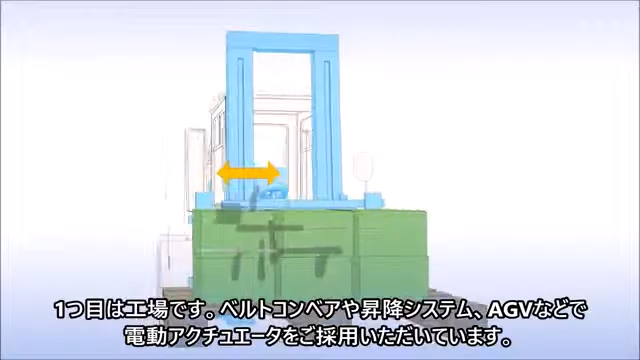 1つ目は工場です。ベルトコンベアや昇降システム、AGVなどで
電動アクチュエータをご採用いただいています。